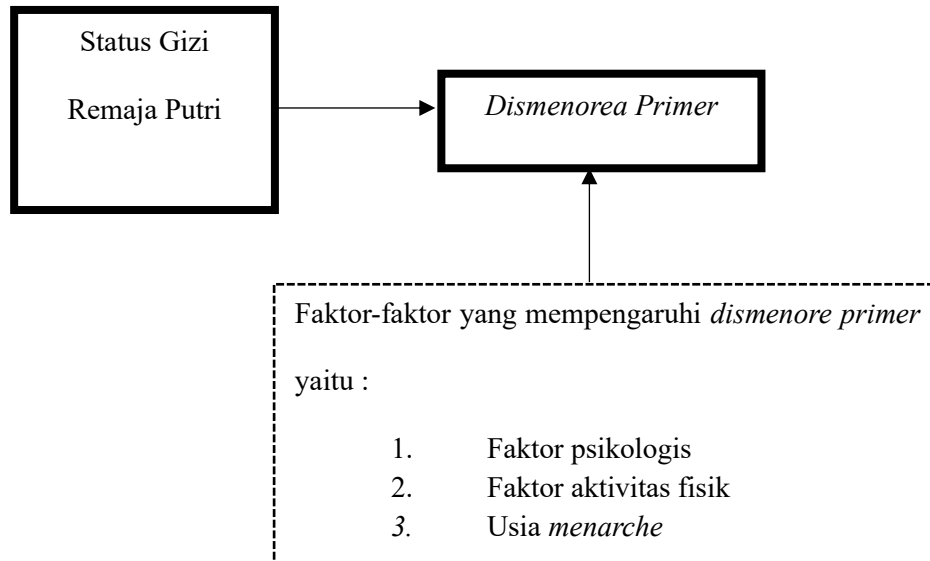 Status Gizi
Remaja Putri
Dismenorea Primer
Faktor-faktor yang mempengaruhi dismenore primer
yaitu :
1. Faktor psikologis
2. Faktor aktivitas fisik
3. Usia menarche